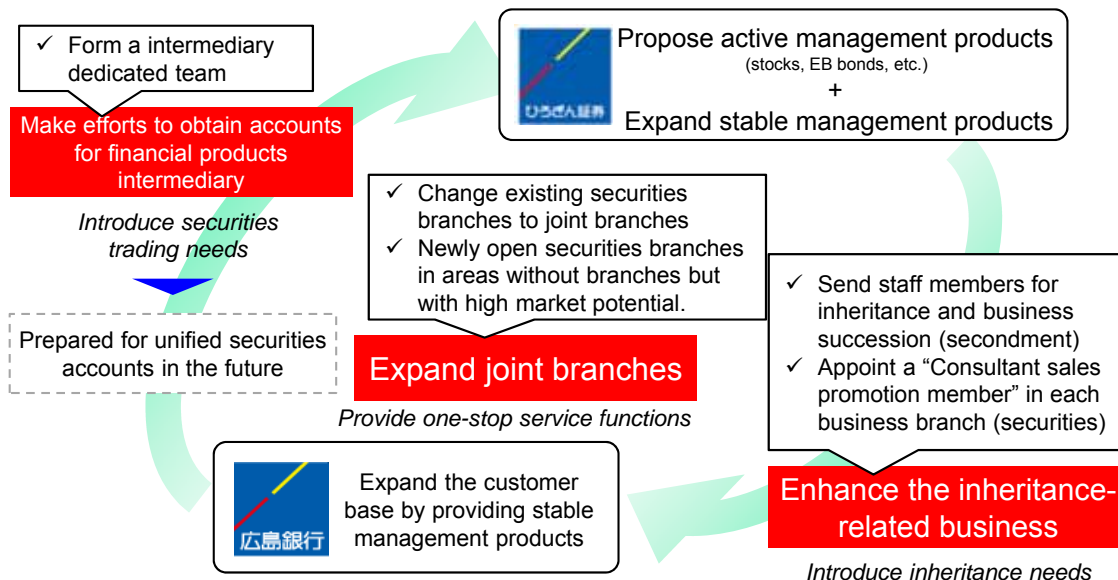 ✓ Form a intermediary
dedicated team
Make efforts to obtain accounts
for financial products
intermediary
Introduce securities
trading needs
Prepared for unified securities
accounts in the future
ひろぎん証券
Propose active management products
(stocks, EB bonds, etc.)
+
Expand stable management products
✓ Change existing securities
branches to joint branches
✓ Newly open securities branches
in areas without branches but
with high market potential.
Expand joint branches
Provide one-stop service functions
✓ Send staff members for
inheritance and business
succession (secondment)
✓ Appoint a “Consultant sales
promotion member” in each
business branch (securities)
Enhance the inheritance-
related business
Introduce inheritance needs
広島銀行
Expand the customer
base by providing stable
management products